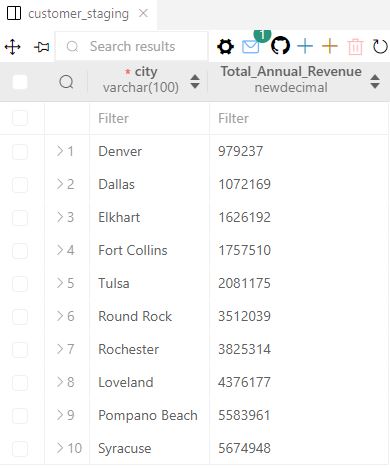 customer_staging
Search results
1
* city
varchar(100)
Total_Annual_Revenue
newdecimal
Filter Filter
1 Denver 979237
2 Dallas 1072169
3 Elkhart 1626192
4 Fort Collins 1757510
5 Tulsa 2081175
6 Round Rock 3512039
7 Rochester 3825314
8 Loveland 4376177
9 Pompano Beach 5583961
10 Syracuse 5674948